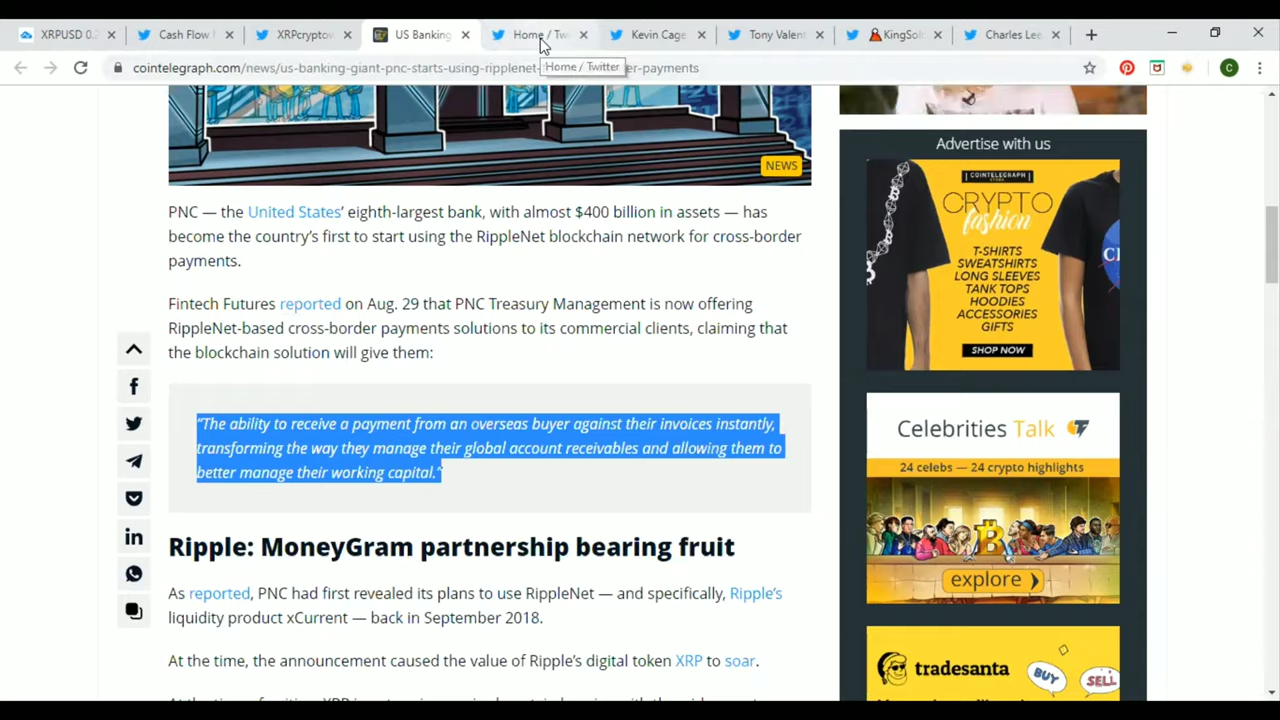 XRPUSD 0.2
Cash Flow
XRPcryptow
US Banking
Home / Twi
Kevin Cage
Tony Valent
KingSol
Charles Lee
cointelegraph.com/news/us-banking-giant-pnc-starts-using-ripplenet-
Home / Twitter
er-payments
C
NEWS
PNC — the United States' eighth-largest bank, with almost $400 billion in assets — has
become the country's first to start using the RippleNet blockchain network for cross-border
payments.
Fintech Futures reported on Aug. 29 that PNC Treasury Management is now offering
RippleNet-based cross-border payments solutions to its commercial clients, claiming that
the blockchain solution will give them:
“The ability to receive a payment from an overseas buyer against their invoices instantly,
transforming the way they manage their global account receivables and allowing them to
better manage their working capital.”
Ripple: MoneyGram partnership bearing fruit
As reported, PNC had first revealed its plans to use RippleNet — and specifically, Ripple's
liquidity product xCurrent — back in September 2018.
At the time, the announcement caused the value of Ripple's digital token XRP to soar.
Advertise with us
COINTELEGRAPH
CRYPTO
fashion
T-SHIRTS
SWEATSHIRTS
LONG SLEEVES
TANK TOPS
HOODIES
ACCESSORIES
GIFTS
SHOP NOW
Celebrities Talk
24 celebs — 24 crypto highlights
explore
tradesanta
BUY
SELL